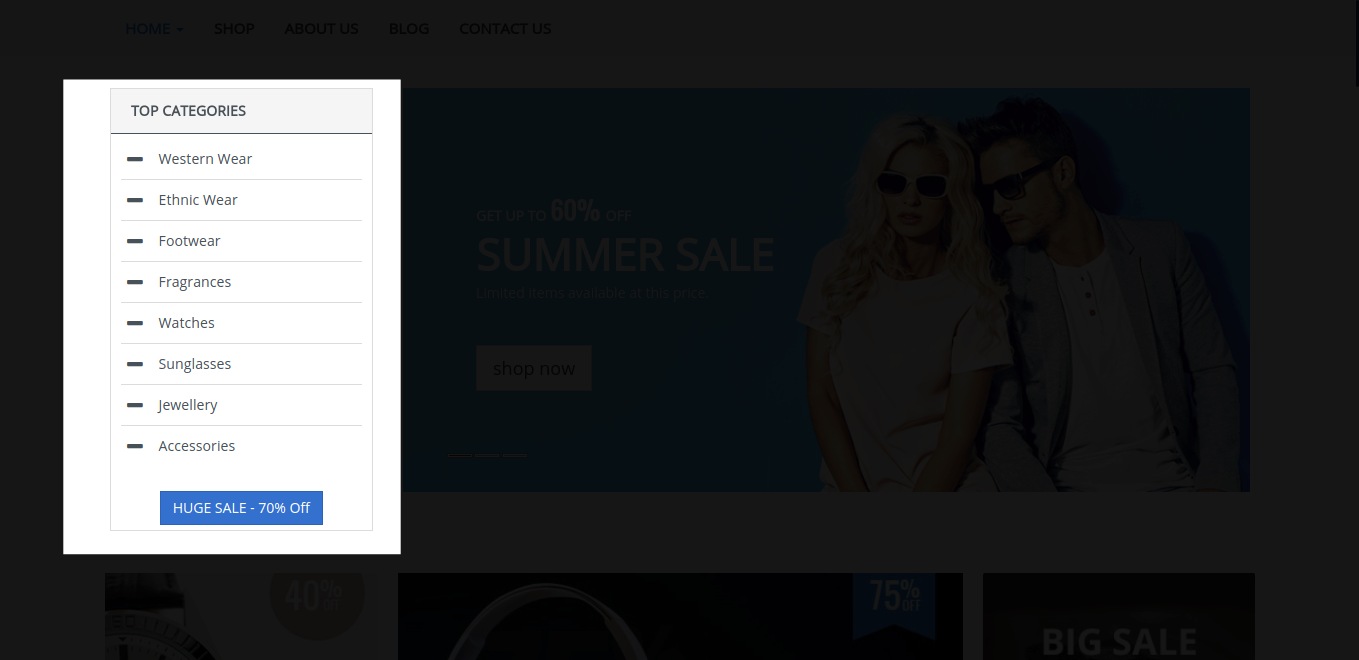 HOME SHOP ABOUT US BLOG CONTACT US
TOP CATEGORIES
Western Wear
Ethnic Wear
Footwear
Fragrances
Watches
Sunglasses
Jewellery
Accessories
HUGE SALE - 70% Off
GET UP TO 60% OFF
SUMMER SALE
Limited items available at this price.
shop now
40% OFF
75% OFF
BIG SALE